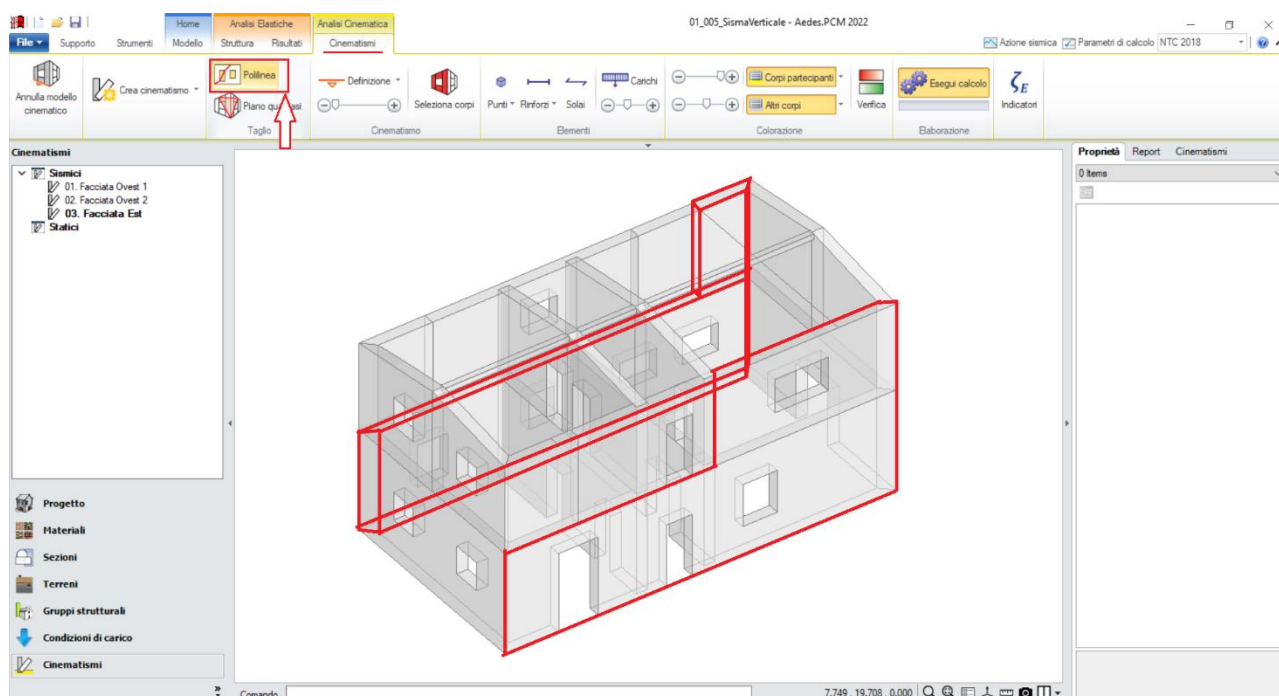 01_005_SismaVerticale - Aedes.PCM 2022
Home
Analisi Elastiche
Analisi Cinematica
File
Supporto
Strumenti
Modello
Struttura
Risultati
Cinematismi
Azione sismica
Parametri di calcolo
NTC 2018
Annulla modello
cinematico
Crea cinematismo
Polilinea
Taglio
Definizione
Seleziona corpi
Cinematismo
Punti
Rinforzi
Solai
Carichi
Elementi
Corpi partecipanti
Altri corpi
Verifica
Colorazione
Esegui calcolo
Elaborazione
ζE
Indicatori
Cinematismi
Sismici
01. Facciata Ovest 1
02. Facciata Ovest 2
03. Facciata Est
Statici
Progetto
Materiali
Sezioni
Terreni
Gruppi strutturali
Condizioni di carico
Cinematismi
Proprietà
Report
Cinematismi
0 Items
Comando
7.749 , 19.708 , 0.000